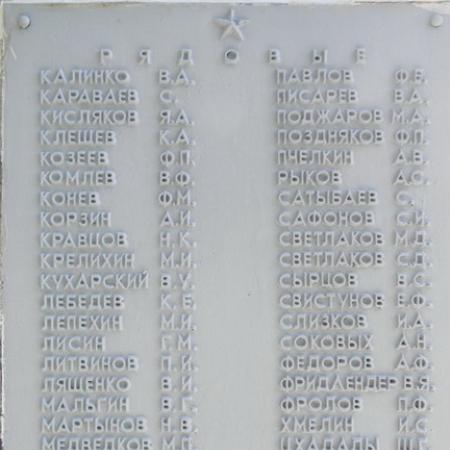 РЯДОВЫЕ
КАЛИНКО В.А.
КАРАВАЕВ С.
КИСЛЯКОВ Я.А.
КЛЕЩЕВ К.А.
КОЗЕЕВ Ф.П.
КОМЛЕВ В.Ф.
КОНЕВ Ф.М.
КОРЗИН А.И.
КРАВЦОВ Н.К.
КРЕЛИХИН М.И.
КУХАРСКИЙ В.У.
ЛЕБЕДЕВ К.Е.
ЛЕПЕХИН М.И.
ЛИСИН Г.М.
ЛИТВИНОВ П.И.
ЛЯЩЕНКО В.И.
МАЛЬГИН В.Г.
МАРТЫНОВ Н.В.
МЕДВЕДКОВ М.П.
ПАВЛОВ Ф.Е.
ПИСАРЕВ В.А.
ПОДЖАРОВ М.А.
ПОЗДНЯКОВ Ф.П.
ПЧЕЛКИН А.В.
РЫКОВ А.С.
САТЫБАЕВ С.
САФОНОВ С.И.
СВЕТЛАКОВ М.Д.
СВЕТЛАКОВ С.Д.
СЫРЦОВ В.С.
СВИСТУНОВ Е.Ф.
СЛИЗКОВ И.А.
СОКОВЫХ А.Н.
ФЕДОРОВ А.Ф.
ФРИДЛЕНДЕР В.Я.
ФРОЛОВ П.Ф.
ХМЕЛИН И.С.